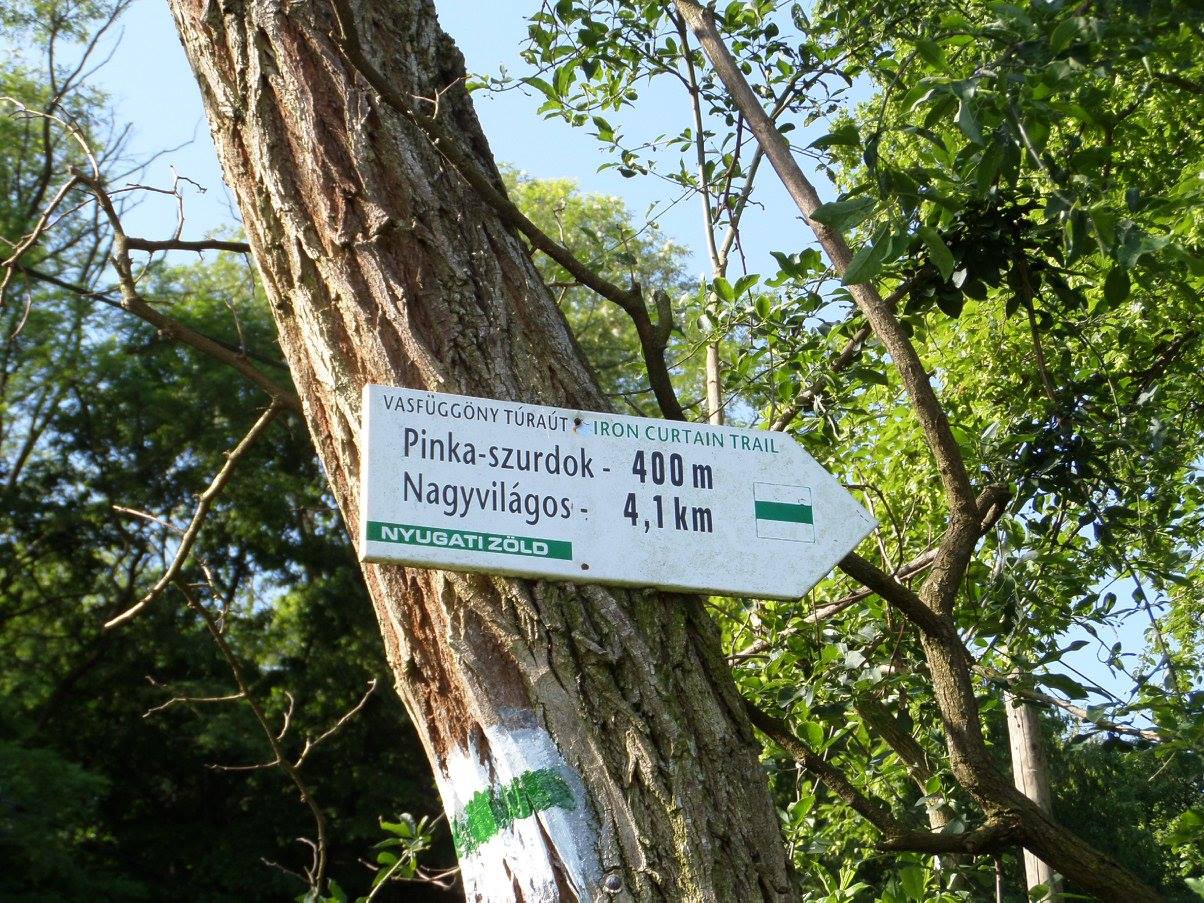 VASFÜGGÖNY TÚRAÚT - IRON CURTAIN TRAIL
Pinka-szurdok - 400 m
Nagyvilágos - 4,1 km
NYUGATI ZÖLD